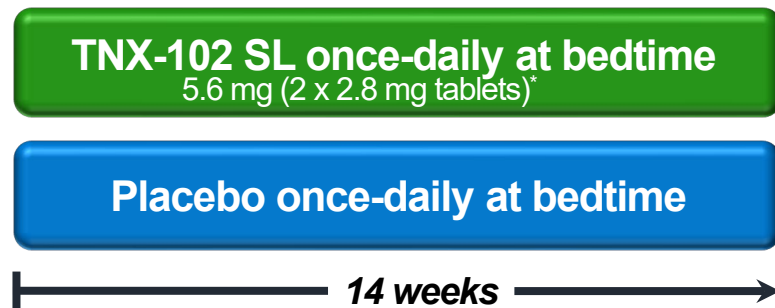 TNX-102 SL once-daily at bedtime
5.6 mg (2 x 2.8 mg tablets)*
Placebo once-daily at bedtime
14 weeks